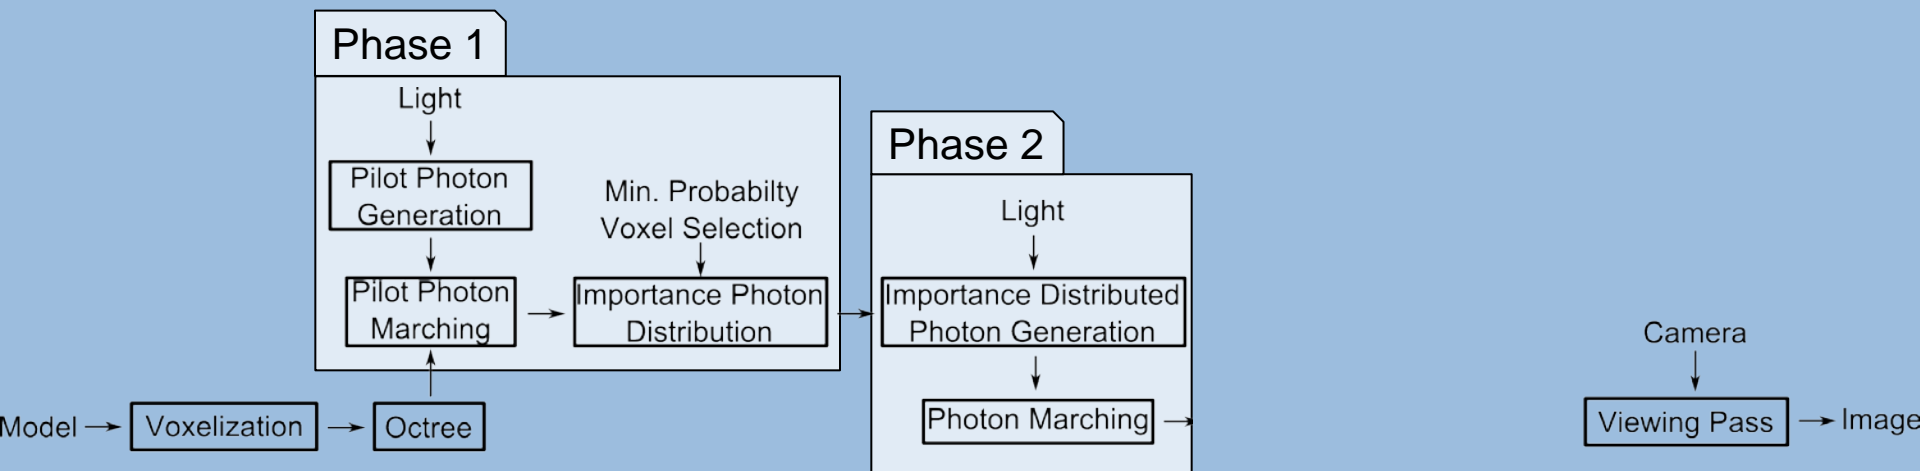 Phase 1
Light
Pilot Photon
Generation
Min. Probabilty
Voxel Selection
Pilot Photon
Marching
Importance Photon
Distribution
Phase 2
Light
Importance Distributed
Photon Generation
Photon Marching
Model
Voxelization
Octree
Camera
Viewing Pass
Image